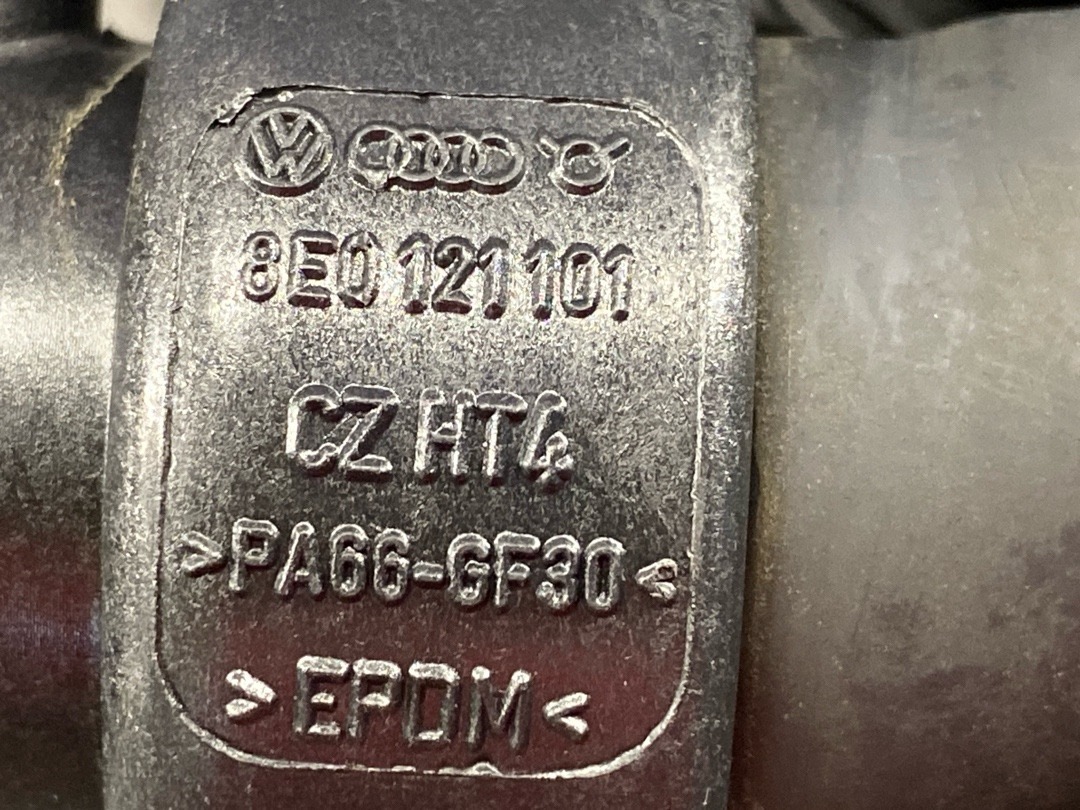 8E0 121 101
CZ HT4
>PA66-GF30<
>EPDM<